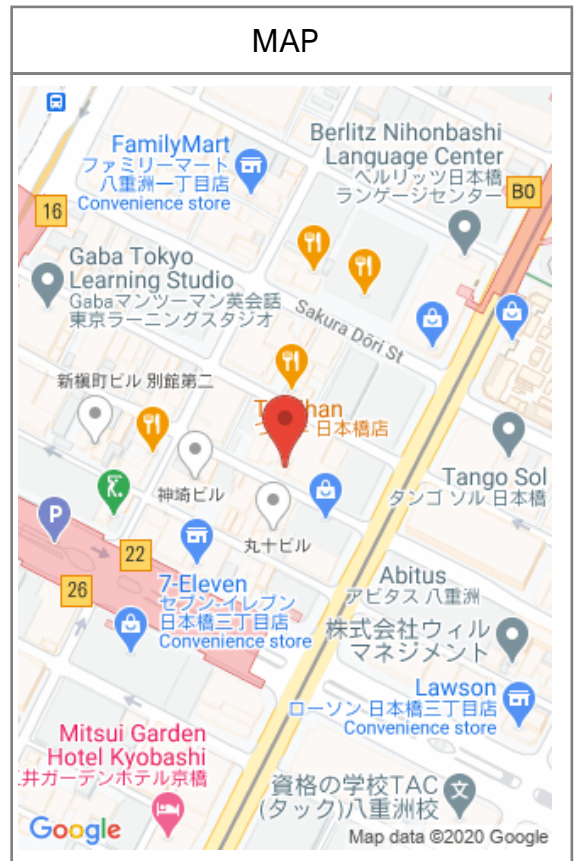 MAP
FamilyMart
ファミリーマート
八重洲一丁目店
Convenience store
Berlitz Nihonbashi
Language Center
ベルリッツ日本橋
ランゲージセンター
B0
16
Gaba Tokyo
Learning Studio
Gabaマンツーマン英会話
東京ラーニングスタジオ
Sakura Dōri St
新槇町ビル 別館第二
han
日本橋店
神埼ビル
丸十ビル
Tango Sol
タンゴ ソル 日本橋
P
22
26
7-Eleven
セブン-イレブン
日本橋三丁目店
Convenience store
Abitus
アビタス 八重洲
株式会社ウィル
マネジメント
Lawson
ローソン 日本橋三丁目店
Convenience store
Mitsui Garden
Hotel Kyobashi
井ガーデンホテル京橋
資格の学校TAC
(タック)八重洲校
文
Google
Map data ©2020 Google